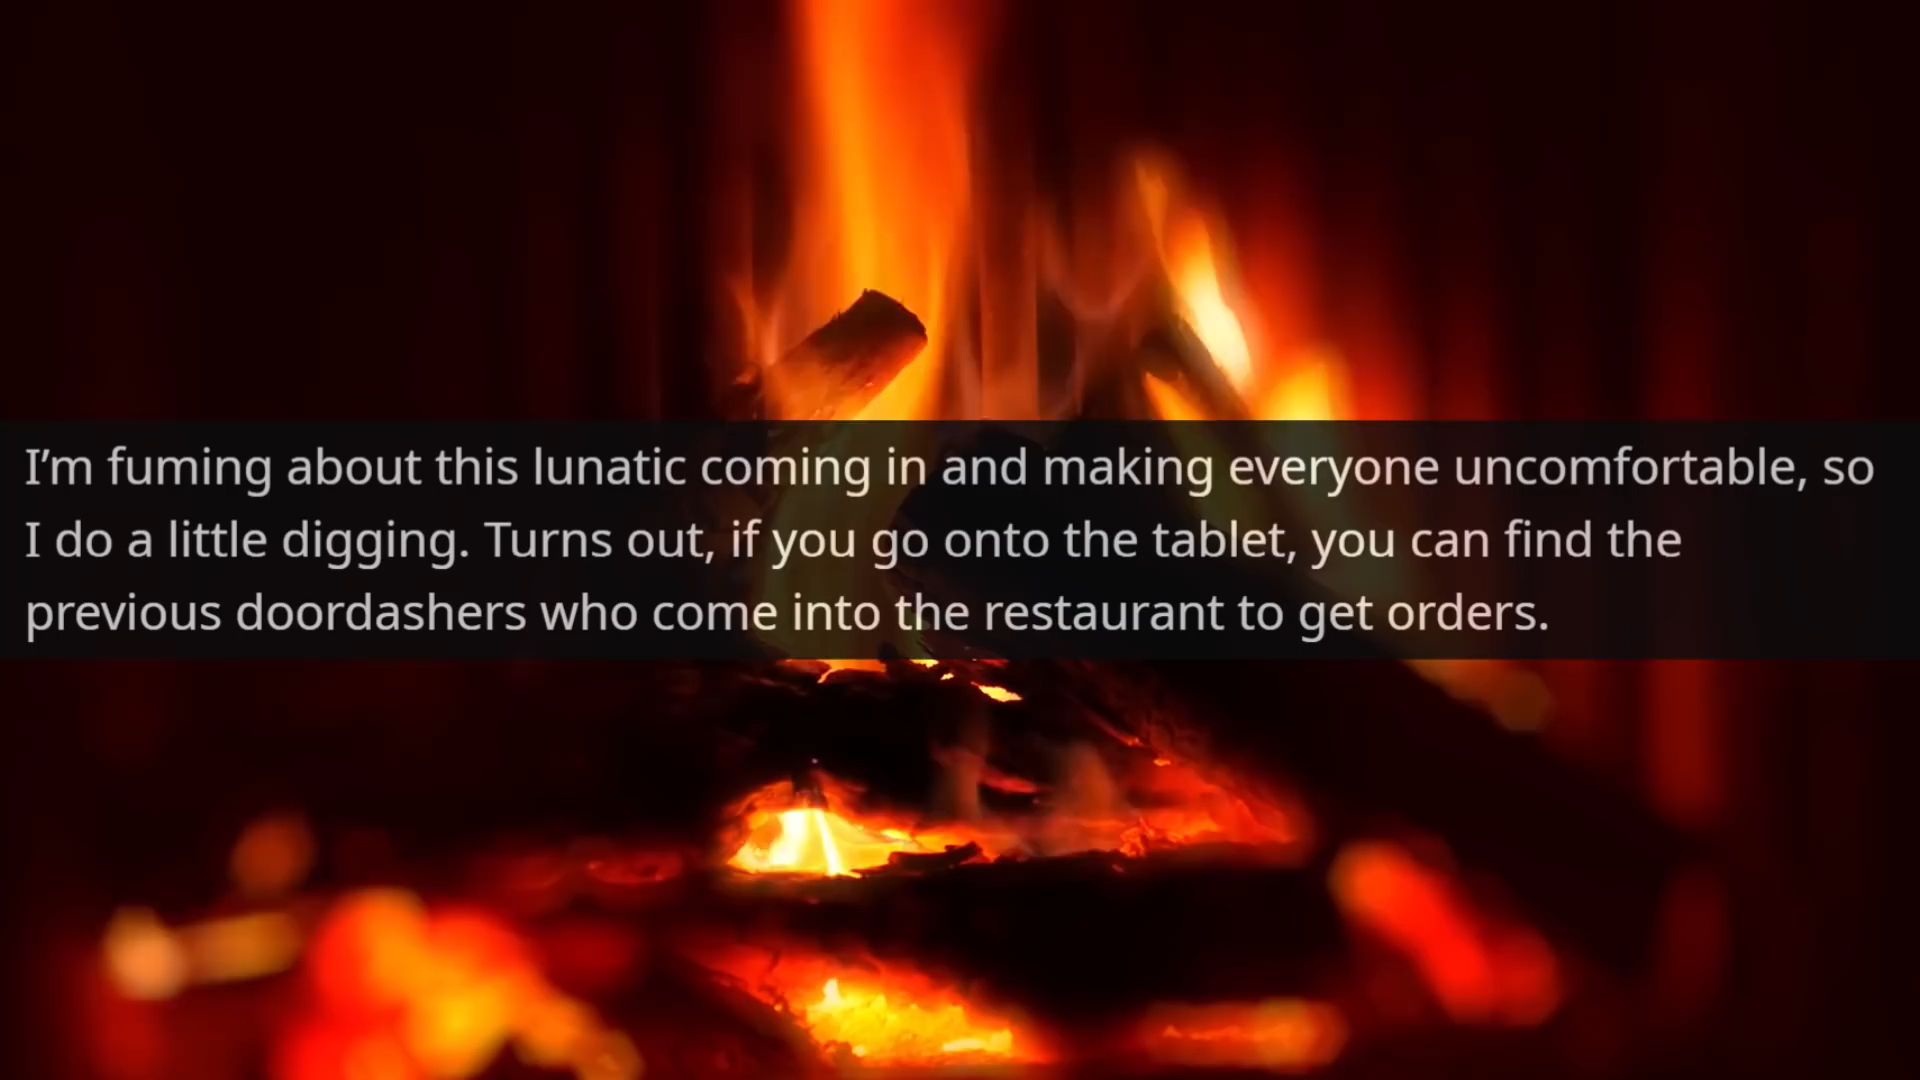 I’m fuming about this lunatic coming in and making everyone uncomfortable, so
I do a little digging. Turns out, if you go onto the tablet, you can find the
previous doordashers who come into the restaurant to get orders.